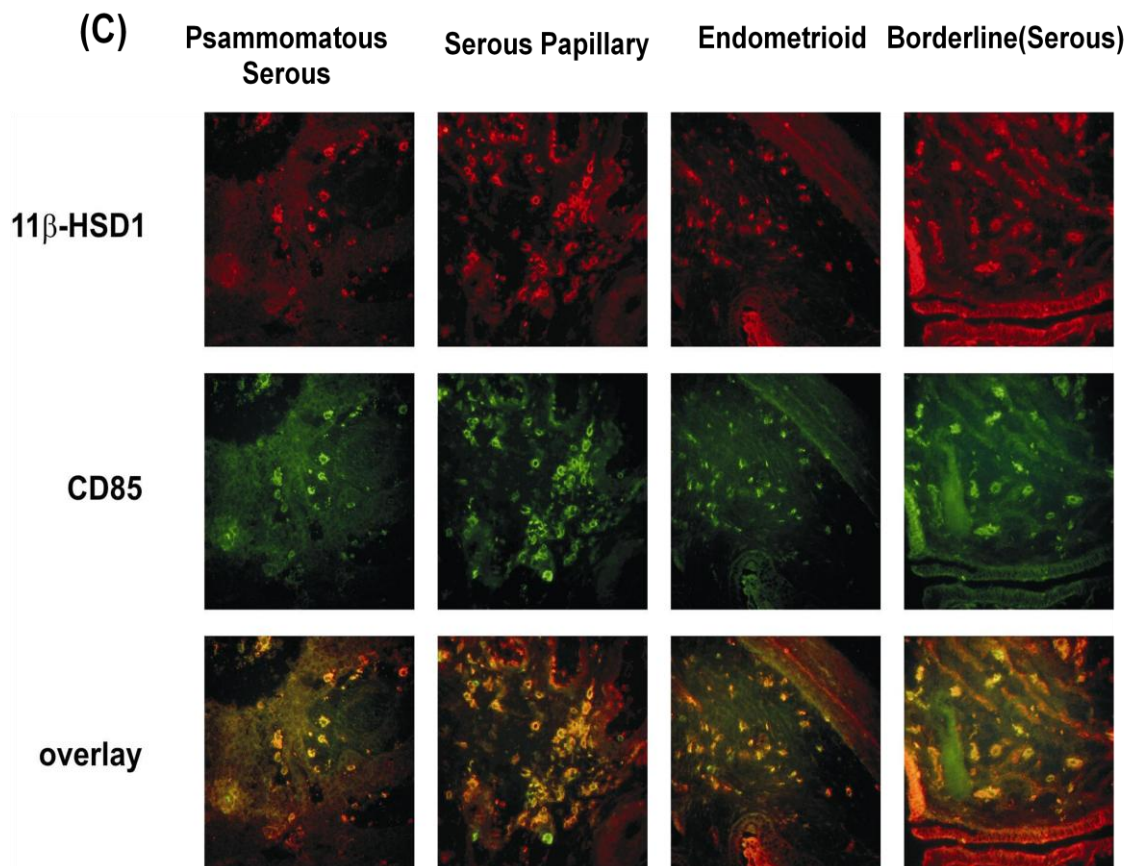 (C)
Psammomatous
Serous
Serous Papillary
Endometrioid
Borderline(Serous)
11β-HSD1
CD85
overlay